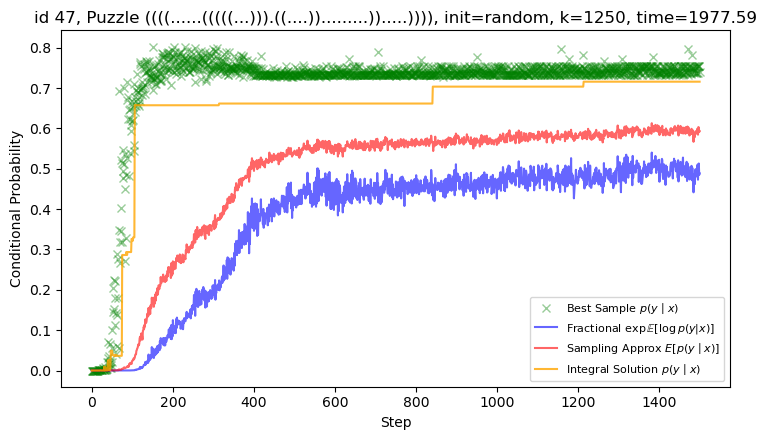 id 47, Puzzle ((((......(((((...))).((....)).........)).....)))), init=random, k=1250, time=1977.59
Conditional Probability
0.8
0.7
0.6
0.5
0.4
0.3
0.2
0.1
0.0
Best Sample p(y | x)
Fractional exp𝔼[log p(y|x)]
Sampling Approx E[p(y | x)]
Integral Solution p(y | x)
0 200 400 600 800 1000 1200 1400
Step